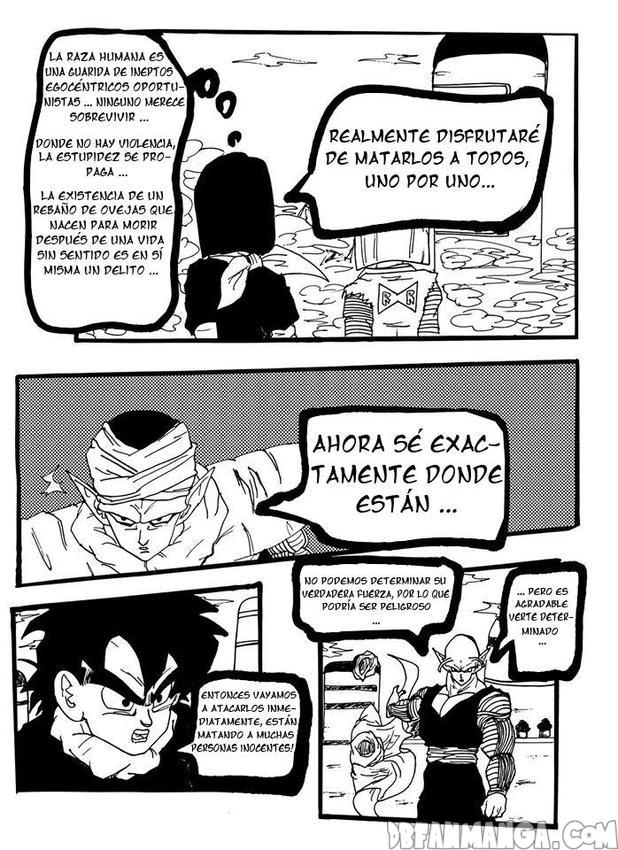 LA RAZA HUMANA ES
UNA GUARIDA DE INEPTOS
EGOCÉNTRICOS OPORTU-
NISTAS ... NINGUNO MERECE
SOBREVIVIR ...
DONDE NO HAY VIOLENCIA,
LA ESTUPIDEZ SE PRO-
PAGA ...
LA EXISTENCIA DE UN
REBAÑO DE OVEJAS QUE
NACEN PARA MORIR
DESPUÉS DE UNA VIDA
SIN SENTIDO ES EN SÍ
MISMA UN DELITO ...
REALMENTE DISFRUTARÉ
DE MATARLOS A TODOS,
UNO POR UNO...
AHORA SÉ EXAC-
TAMENTE DONDE
ESTÁN ...
ENTONCES VAYAMOS
A ATACARLOS INME-
DIATAMENTE, ESTÁN
MATANDO A MUCHAS
PERSONAS INOCENTES!
NO PODEMOS DETERMINAR SU
VERDADERA FUERZA, POR LO QUE
PODRÍA SER PELIGROSO
...
... PERO ES
AGRADABLE
VERTE DETER-
MINADO ...
DBFANMANGA.COM